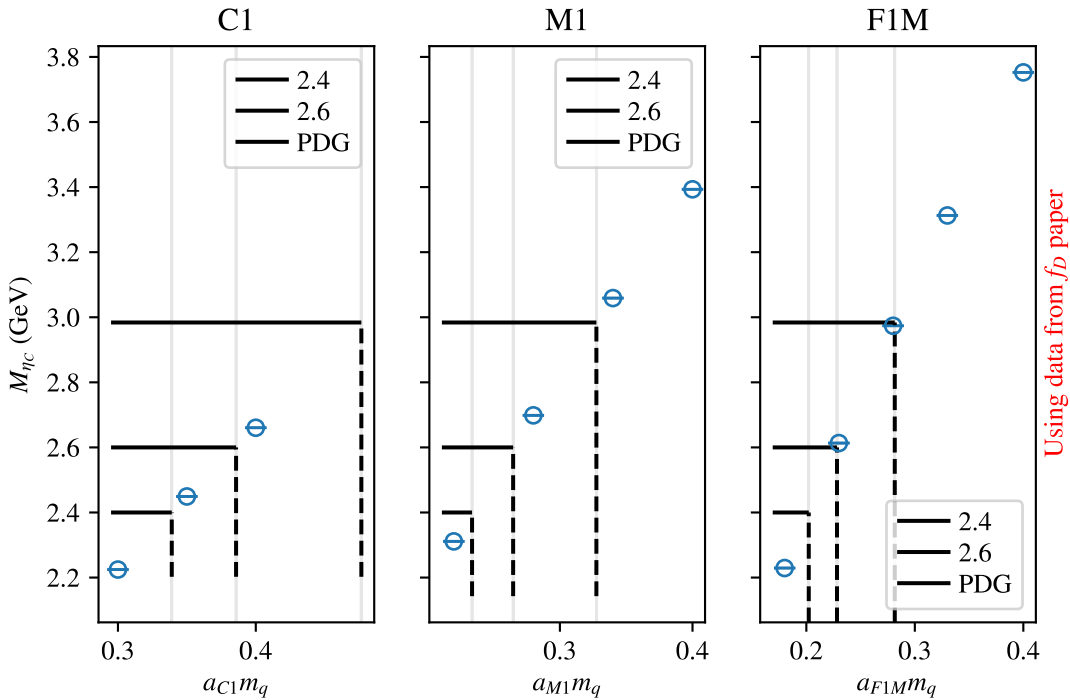 C1
M1
F1M
2.4
2.6
PDG
2.4
2.6
PDG
2.4
2.6
PDG
3.8
3.6
3.4
3.2
3.0
2.8
2.6
2.4
2.2
M_{η_C} (GeV)
0.3 0.4
0.3 0.4
0.2 0.3 0.4
a_{C1}m_q
a_{M1}m_q
a_{F1M}m_q
Using data from f_D paper